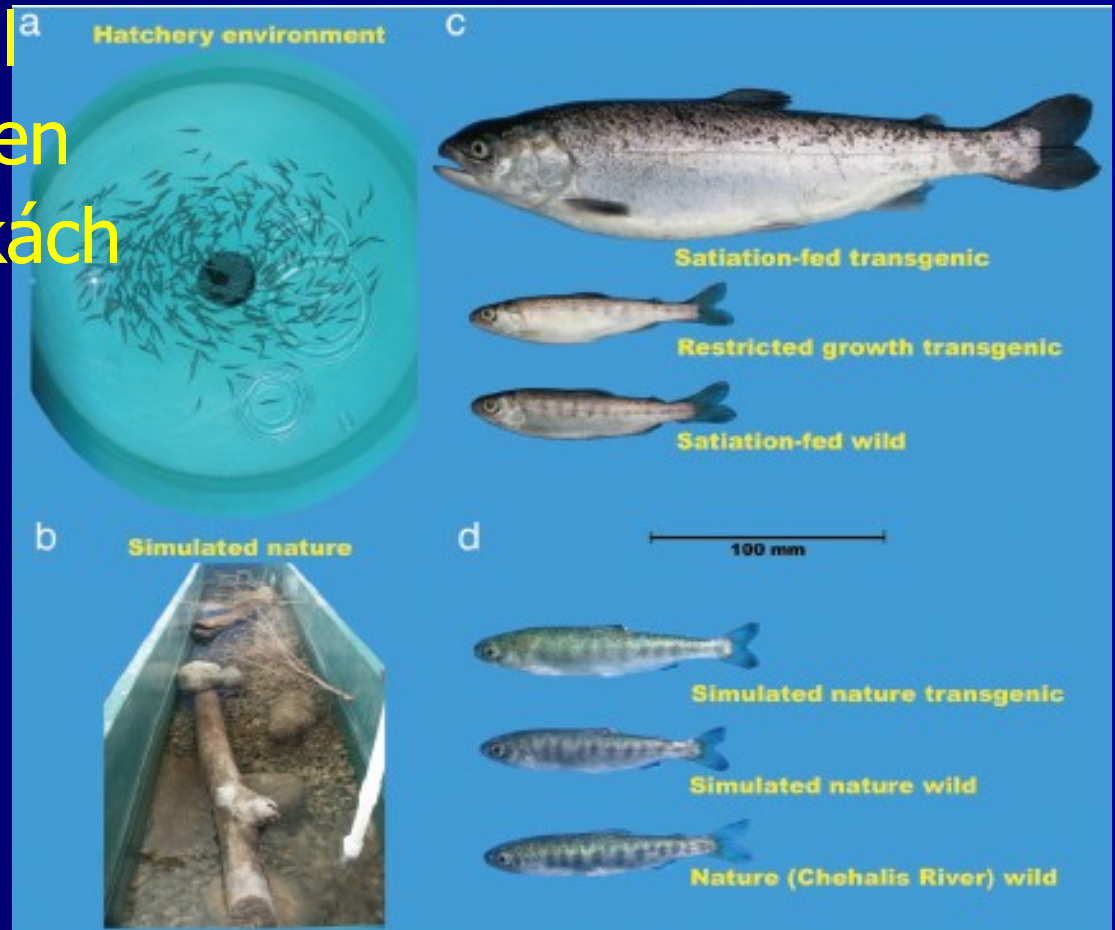 a
Hatchery environment
c
Satiation-fed transgenic
Restricted growth transgenic
Satiation-fed wild
b
Simulated nature
d
100 mm
Simulated nature transgenic
Simulated nature wild
Nature (Chehalis River) wild